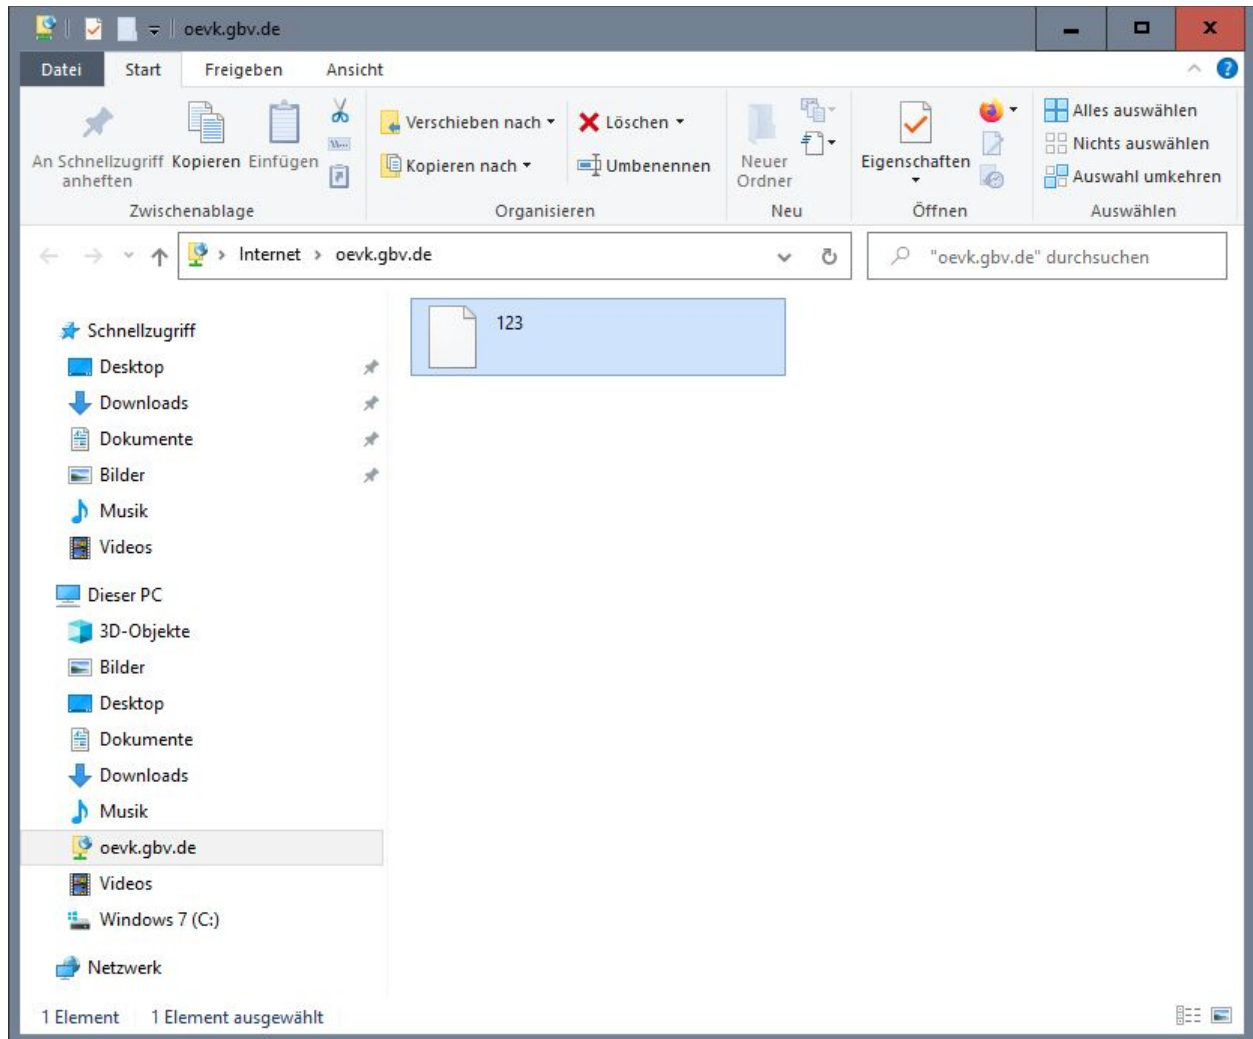 oevk.gbv.de
Datei Start Freigeben Ansicht
An Schnellzugriff anheften
Kopieren
Einfügen
Zwischenablage
Verschieben nach
Kopieren nach
Löschen
Umbenennen
Organisieren
Neuer
Ordner
Neu
Eigenschaften
Öffnen
Alles auswählen
Nichts auswählen
Auswahl umkehren
Auswählen
Internet > oevk.gbv.de
"oevk.gbv.de" durchsuchen
Schnellzugriff
Desktop
Downloads
Dokumente
Bilder
Musik
Videos
Dieser PC
3D-Objekte
Bilder
Desktop
Dokumente
Downloads
Musik
oevk.gbv.de
Videos
Windows 7 (C:)
Netzwerk
123
1 Element 1 Element ausgewählt